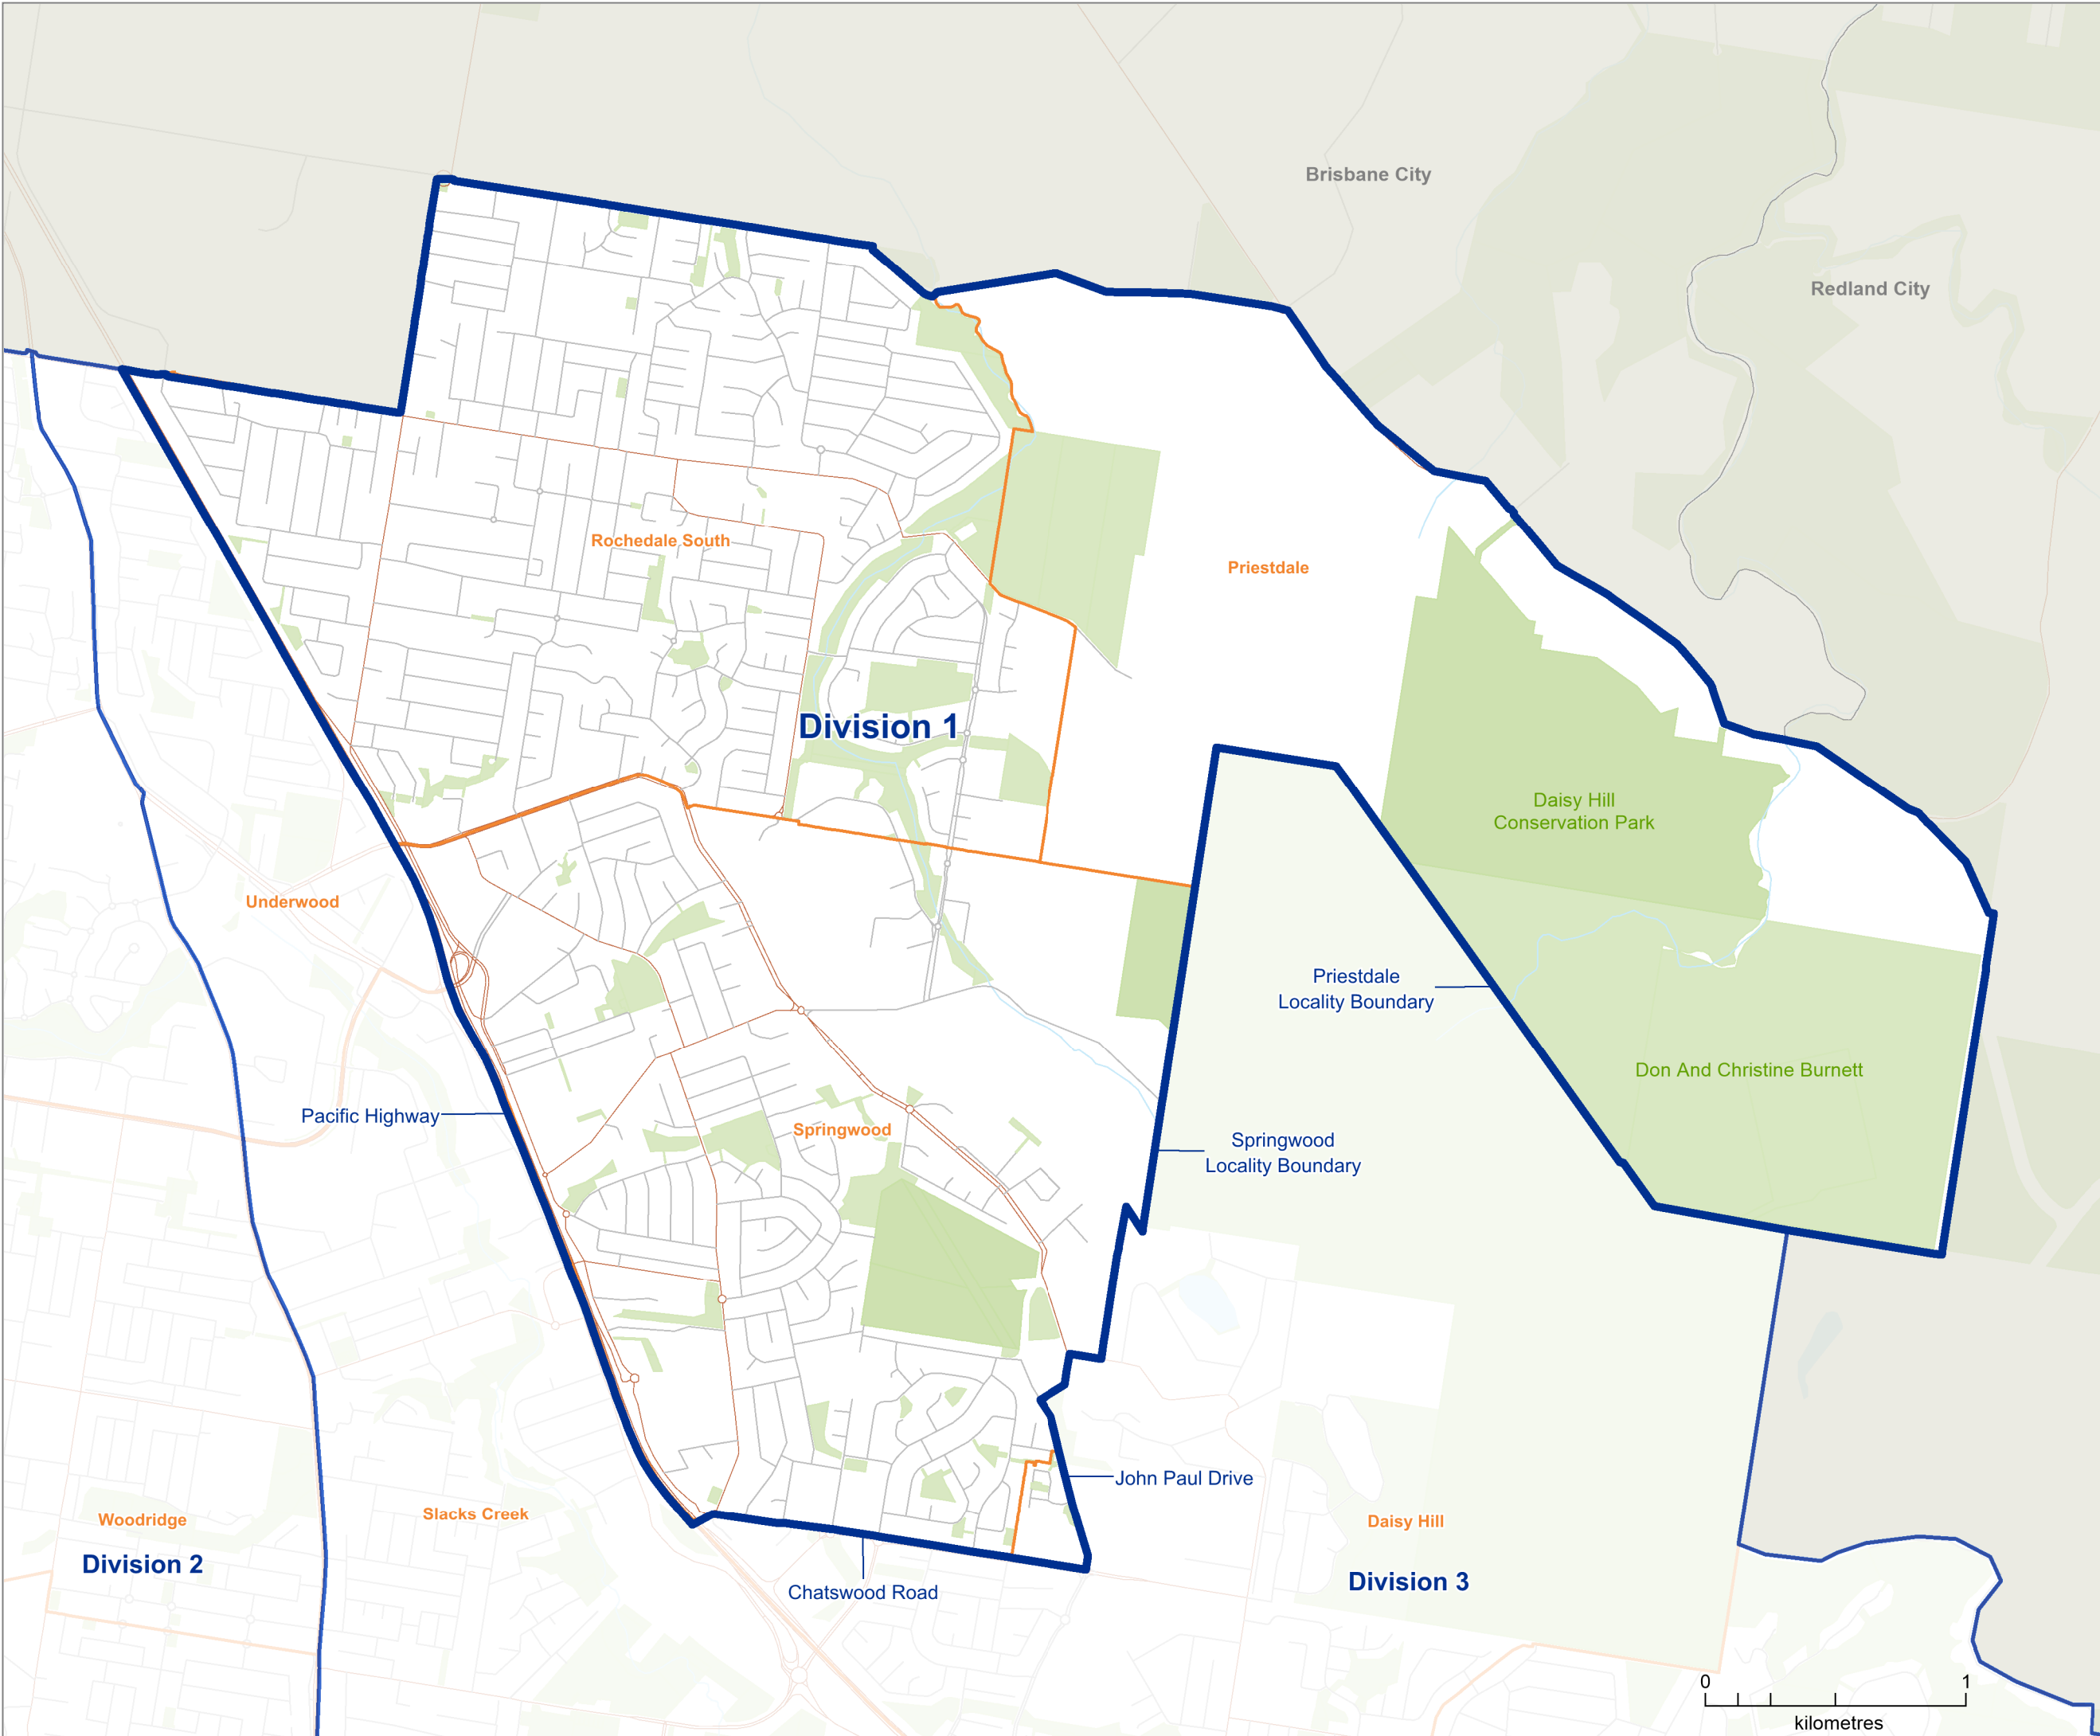 Brisbane City
Redland City
Rochedale South
Priestdale
Division 1
Daisy Hill
Conservation Park
Underwood
Priestdale
Locality Boundary
Don And Christine Burnett
Pacific Highway
Springwood
Springwood
Locality Boundary
John Paul Drive
Woodridge
Slacks Creek
Daisy Hill
Division 2
Division 3
Chatswood Road
0 1
kilometres